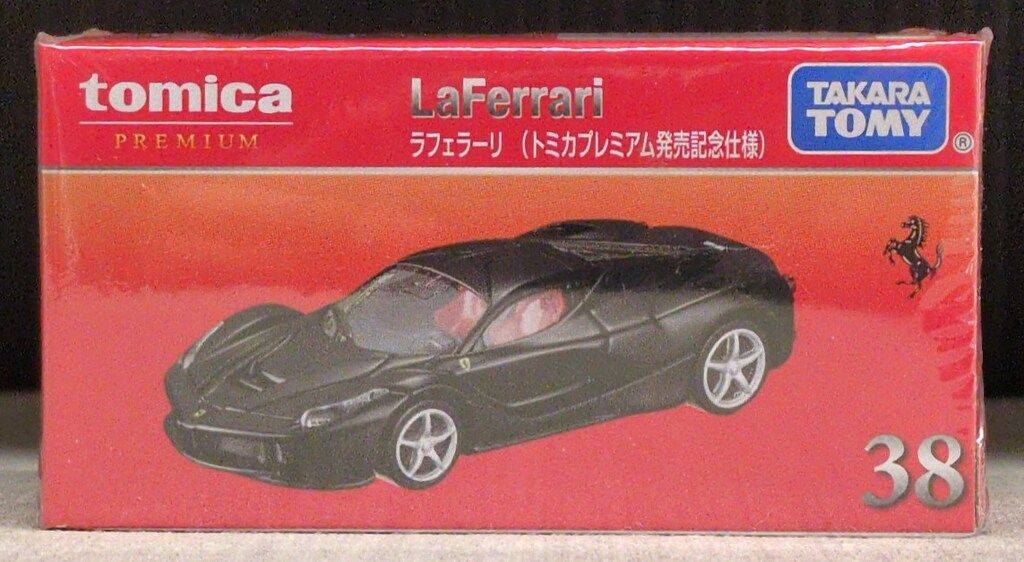 tomica
PREMIUM
LaFerrari
ラフェラーリ (トミカプレミアム発売記念仕様)
TAKARA
TOMY
®
38